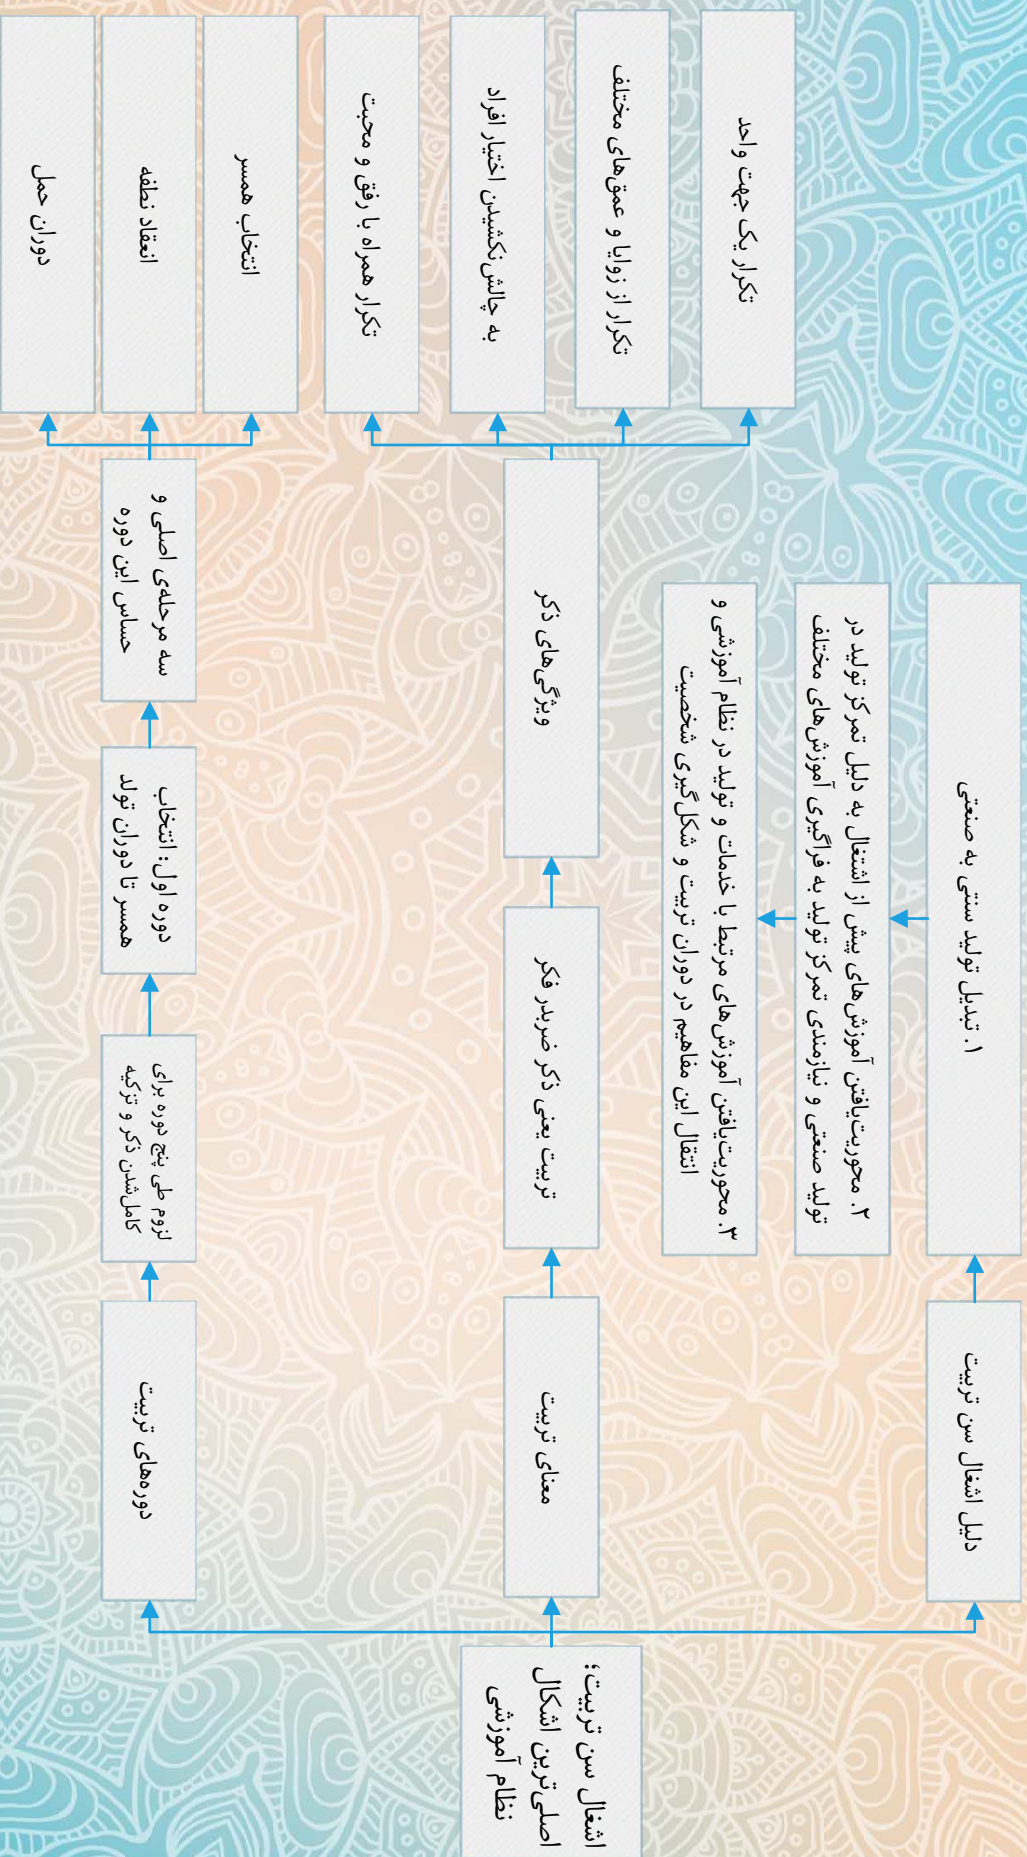 اشغال سن تربیت؛
اصلی‌ترین اشکال
نظام آموزشی
دلیل اشغال سن تربیت
۱. تبدیل تولید سنتی به صنعتی
۲. محوریت‌یافتن آموزش‌های پیش از اشتغال به دلیل تمرکز تولید در
تولید صنعتی و نیازمندی تمرکز تولید به فراگیری آموزش‌های مختلف
۳. محوریت‌یافتن آموزش‌های مرتبط با خدمات و تولید در نظام آموزشی و
انتقال این مفاهیم در دوران تربیت و شکل‌گیری شخصیت
معنای تربیت
تربیت یعنی ذکر ضربدر فکر
ویژگی‌های ذکر
تکرار یک جهت واحد
تکرار از زوایا و عمق‌های مختلف
به چالش نکشیدن اختیار افراد
تکرار همراه با رفق و محبت
دوره‌های تربیت
لزوم طی پنج دوره برای
کامل‌شدن ذکر و تزکیه
دوره اول: انتخاب
همسر تا دوران تولد
سه مرحله‌ی اصلی و
حساس این دوره
انتخاب همسر
انعقاد نطفه
دوران حمل